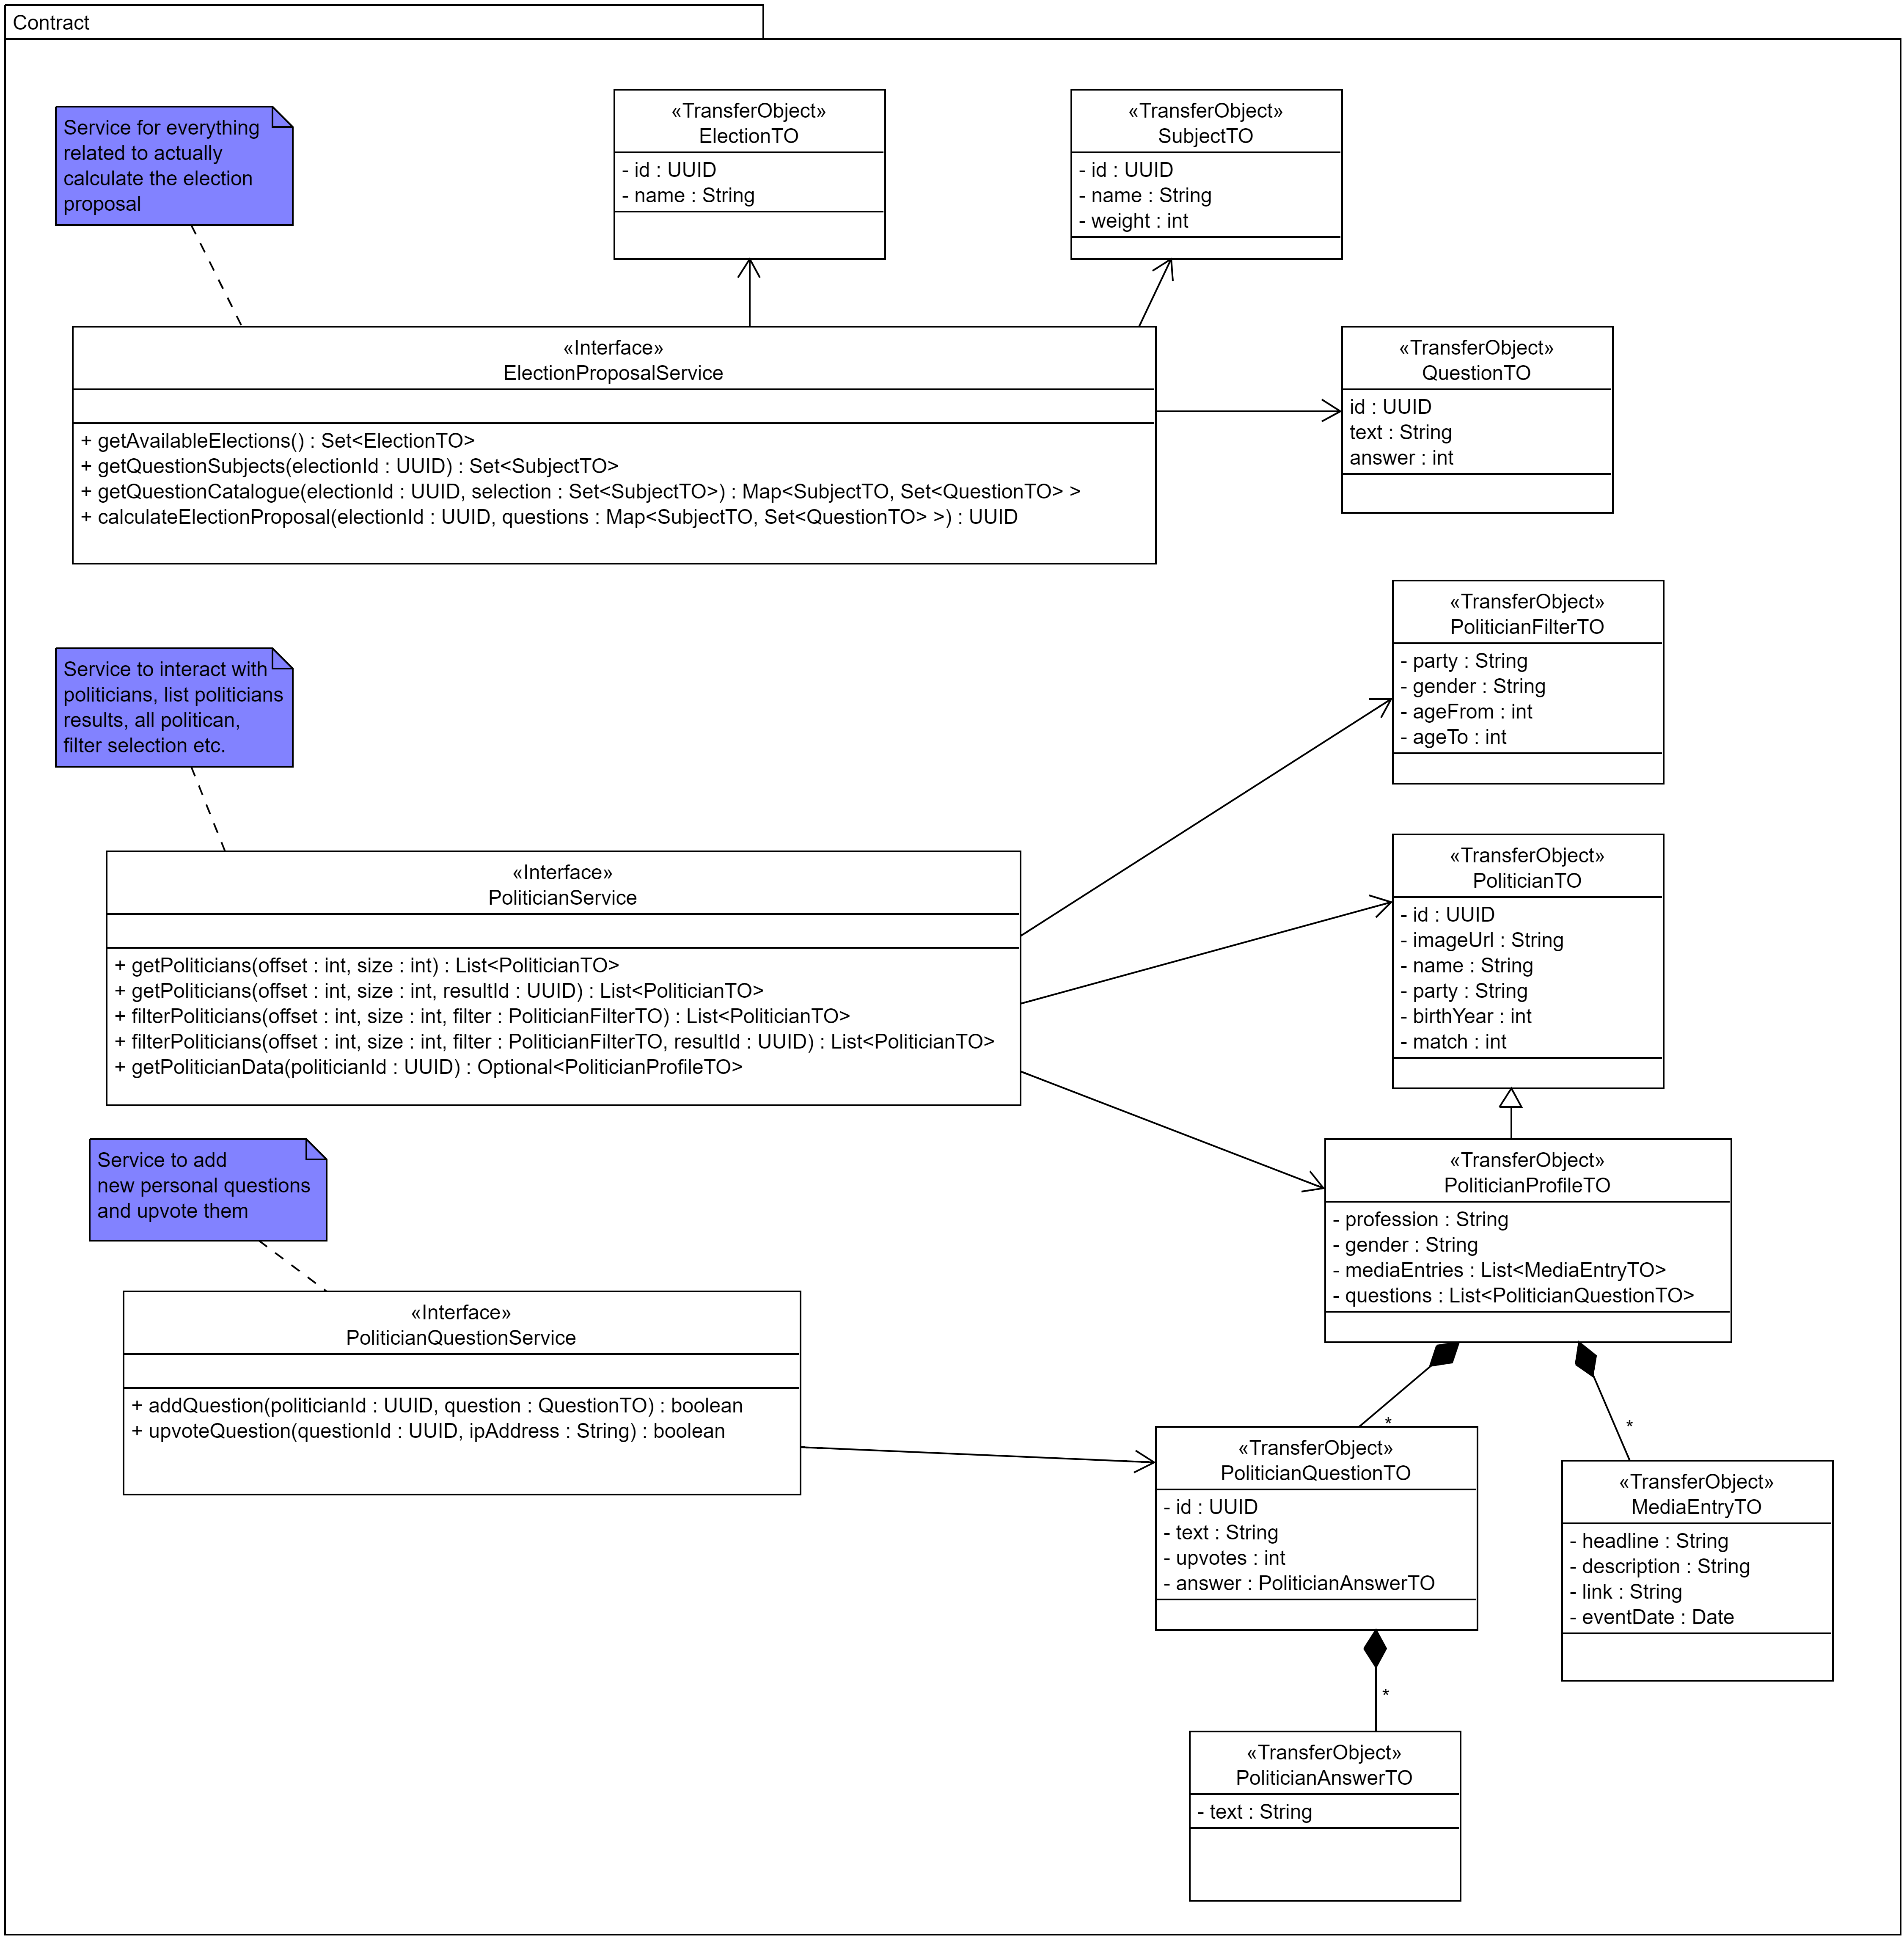 Contract
Service for everything
related to actually
calculate the election
proposal
«TransferObject»
ElectionTO
- id : UUID
- name : String
«TransferObject»
SubjectTO
- id : UUID
- name : String
- weight : int
«Interface»
ElectionProposalService
+ getAvailableElections() : Set<ElectionTO>
+ getQuestionSubjects(electionId : UUID) : Set<SubjectTO>
+ getQuestionCatalogue(electionId : UUID, selection : Set<SubjectTO>) : Map<SubjectTO, Set<QuestionTO> >
+ calculateElectionProposal(electionId : UUID, questions : Map<SubjectTO, Set<QuestionTO> >) : UUID
«TransferObject»
QuestionTO
id : UUID
text : String
answer : int
«TransferObject»
PoliticianFilterTO
- party : String
- gender : String
- ageFrom : int
- ageTo : int
Service to interact with
politicians, list politicians
results, all politican,
filter selection etc.
«Interface»
PoliticianService
+ getPoliticians(offset : int, size : int) : List<PoliticianTO>
+ getPoliticians(offset : int, size : int, resultId : UUID) : List<PoliticianTO>
+ filterPoliticians(offset : int, size : int, filter : PoliticianFilterTO) : List<PoliticianTO>
+ filterPoliticians(offset : int, size : int, filter : PoliticianFilterTO, resultId : UUID) : List<PoliticianTO>
+ getPoliticianData(politicianId : UUID) : Optional<PoliticianProfileTO>
«TransferObject»
PoliticianTO
- id : UUID
- imageUrl : String
- name : String
- party : String
- birthYear : int
- match : int
Service to add
new personal questions
and upvote them
«TransferObject»
PoliticianProfileTO
- profession : String
- gender : String
- mediaEntries : List<MediaEntryTO>
- questions : List<PoliticianQuestionTO>
«Interface»
PoliticianQuestionService
+ addQuestion(politicianId : UUID, question : QuestionTO) : boolean
+ upvoteQuestion(questionId : UUID, ipAddress : String) : boolean
*
*
«TransferObject»
PoliticianQuestionTO
- id : UUID
- text : String
- upvotes : int
- answer : PoliticianAnswerTO
«TransferObject»
MediaEntryTO
- headline : String
- description : String
- link : String
- eventDate : Date
*
«TransferObject»
PoliticianAnswerTO
- text : String